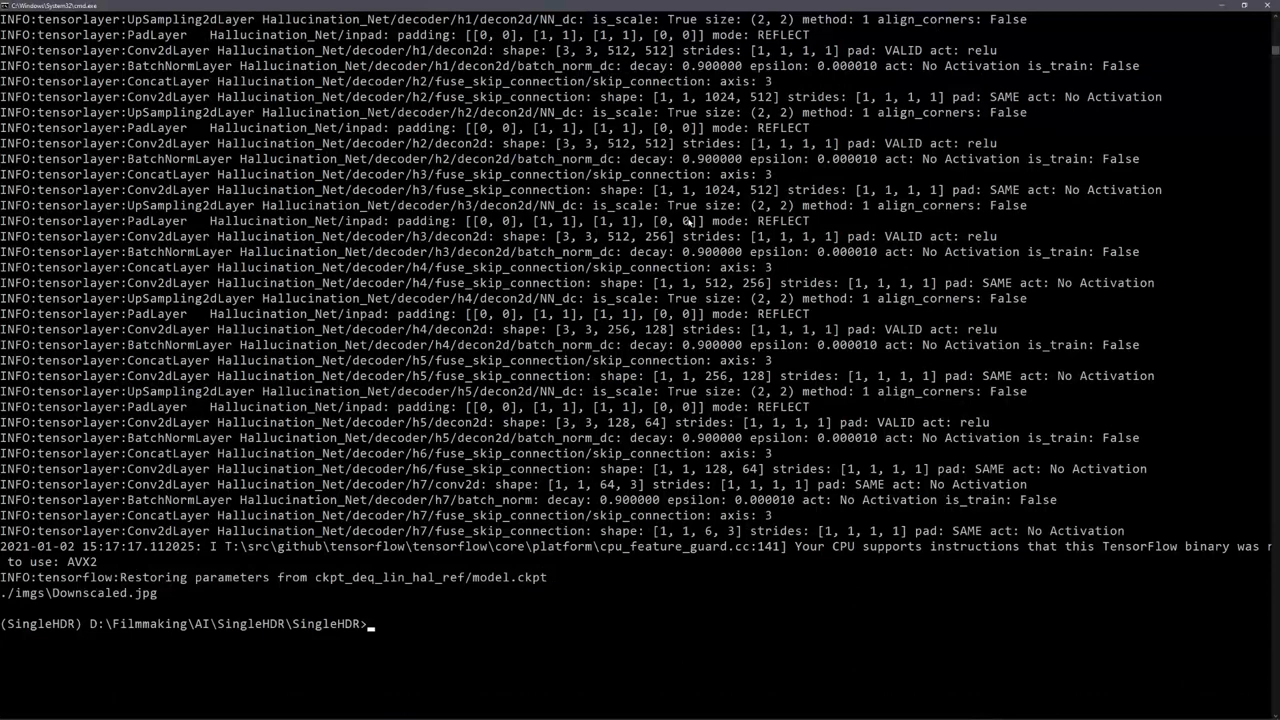 C:\Windows\System32\cmd.exe
INFO:tensorlayer:UpSampling2dLayer Hallucination_Net/decoder/h1/decon2d/NN_dc: is_scale: True size: (2, 2) method: 1 align_corners: False
INFO:tensorlayer:PadLayer   Hallucination_Net/inpad: padding: [[0, 0], [1, 1], [1, 1], [0, 0]] mode: REFLECT
INFO:tensorlayer:Conv2dLayer Hallucination_Net/decoder/h1/decon2d: shape: [3, 3, 512, 512] strides: [1, 1, 1, 1] pad: VALID act: relu
INFO:tensorlayer:BatchNormLayer Hallucination_Net/decoder/h1/decon2d/batch_norm_dc: decay: 0.900000 epsilon: 0.000010 act: No Activation is_train: False
INFO:tensorlayer:ConcatLayer Hallucination_Net/decoder/h2/fuse_skip_connection/skip_connection: axis: 3
INFO:tensorlayer:Conv2dLayer Hallucination_Net/decoder/h2/fuse_skip_connection: shape: [1, 1, 1024, 512] strides: [1, 1, 1, 1] pad: SAME act: No Activation
INFO:tensorlayer:UpSampling2dLayer Hallucination_Net/decoder/h2/decon2d/NN_dc: is_scale: True size: (2, 2) method: 1 align_corners: False
INFO:tensorlayer:PadLayer   Hallucination_Net/inpad: padding: [[0, 0], [1, 1], [1, 1], [0, 0]] mode: REFLECT
INFO:tensorlayer:Conv2dLayer Hallucination_Net/decoder/h2/decon2d: shape: [3, 3, 512, 512] strides: [1, 1, 1, 1] pad: VALID act: relu
INFO:tensorlayer:BatchNormLayer Hallucination_Net/decoder/h2/decon2d/batch_norm_dc: decay: 0.900000 epsilon: 0.000010 act: No Activation is_train: False
INFO:tensorlayer:ConcatLayer Hallucination_Net/decoder/h3/fuse_skip_connection/skip_connection: axis: 3
INFO:tensorlayer:Conv2dLayer Hallucination_Net/decoder/h3/fuse_skip_connection: shape: [1, 1, 1024, 512] strides: [1, 1, 1, 1] pad: SAME act: No Activation
INFO:tensorlayer:UpSampling2dLayer Hallucination_Net/decoder/h3/decon2d/NN_dc: is_scale: True size: (2, 2) method: 1 align_corners: False
INFO:tensorlayer:PadLayer   Hallucination_Net/inpad: padding: [[0, 0], [1, 1], [1, 1], [0, 0]] mode: REFLECT
INFO:tensorlayer:Conv2dLayer Hallucination_Net/decoder/h3/decon2d: shape: [3, 3, 512, 256] strides: [1, 1, 1, 1] pad: VALID act: relu
INFO:tensorlayer:BatchNormLayer Hallucination_Net/decoder/h3/decon2d/batch_norm_dc: decay: 0.900000 epsilon: 0.000010 act: No Activation is_train: False
INFO:tensorlayer:ConcatLayer Hallucination_Net/decoder/h4/fuse_skip_connection/skip_connection: axis: 3
INFO:tensorlayer:Conv2dLayer Hallucination_Net/decoder/h4/fuse_skip_connection: shape: [1, 1, 512, 256] strides: [1, 1, 1, 1] pad: SAME act: No Activation
INFO:tensorlayer:UpSampling2dLayer Hallucination_Net/decoder/h4/decon2d/NN_dc: is_scale: True size: (2, 2) method: 1 align_corners: False
INFO:tensorlayer:PadLayer   Hallucination_Net/inpad: padding: [[0, 0], [1, 1], [1, 1], [0, 0]] mode: REFLECT
INFO:tensorlayer:Conv2dLayer Hallucination_Net/decoder/h4/decon2d: shape: [3, 3, 256, 128] strides: [1, 1, 1, 1] pad: VALID act: relu
INFO:tensorlayer:BatchNormLayer Hallucination_Net/decoder/h4/decon2d/batch_norm_dc: decay: 0.900000 epsilon: 0.000010 act: No Activation is_train: False
INFO:tensorlayer:ConcatLayer Hallucination_Net/decoder/h5/fuse_skip_connection/skip_connection: axis: 3
INFO:tensorlayer:Conv2dLayer Hallucination_Net/decoder/h5/fuse_skip_connection: shape: [1, 1, 256, 128] strides: [1, 1, 1, 1] pad: SAME act: No Activation
INFO:tensorlayer:UpSampling2dLayer Hallucination_Net/decoder/h5/decon2d/NN_dc: is_scale: True size: (2, 2) method: 1 align_corners: False
INFO:tensorlayer:PadLayer   Hallucination_Net/inpad: padding: [[0, 0], [1, 1], [1, 1], [0, 0]] mode: REFLECT
INFO:tensorlayer:Conv2dLayer Hallucination_Net/decoder/h5/decon2d: shape: [3, 3, 128, 64] strides: [1, 1, 1, 1] pad: VALID act: relu
INFO:tensorlayer:BatchNormLayer Hallucination_Net/decoder/h5/decon2d/batch_norm_dc: decay: 0.900000 epsilon: 0.000010 act: No Activation is_train: False
INFO:tensorlayer:ConcatLayer Hallucination_Net/decoder/h6/fuse_skip_connection/skip_connection: axis: 3
INFO:tensorlayer:Conv2dLayer Hallucination_Net/decoder/h6/fuse_skip_connection: shape: [1, 1, 128, 64] strides: [1, 1, 1, 1] pad: SAME act: No Activation
INFO:tensorlayer:Conv2dLayer Hallucination_Net/decoder/h7/conv2d: shape: [1, 1, 64, 3] strides: [1, 1, 1, 1] pad: SAME act: No Activation
INFO:tensorlayer:BatchNormLayer Hallucination_Net/decoder/h7/batch_norm: decay: 0.900000 epsilon: 0.000010 act: No Activation is_train: False
INFO:tensorlayer:ConcatLayer Hallucination_Net/decoder/h7/fuse_skip_connection/skip_connection: axis: 3
INFO:tensorlayer:Conv2dLayer Hallucination_Net/decoder/h7/fuse_skip_connection: shape: [1, 1, 6, 3] strides: [1, 1, 1, 1] pad: SAME act: No Activation
2021-01-02 15:17:17.112025: I T:\src\github\tensorflow\tensorflow\core\platform\cpu_feature_guard.cc:141] Your CPU supports instructions that this TensorFlow binary was n
 to use: AVX2
INFO:tensorflow:Restoring parameters from ckpt_deq_lin_hal_ref/model.ckpt
./imgs\Downscaled.jpg
(SingleHDR) D:\Filmmaking\AI\SingleHDR\SingleHDR>